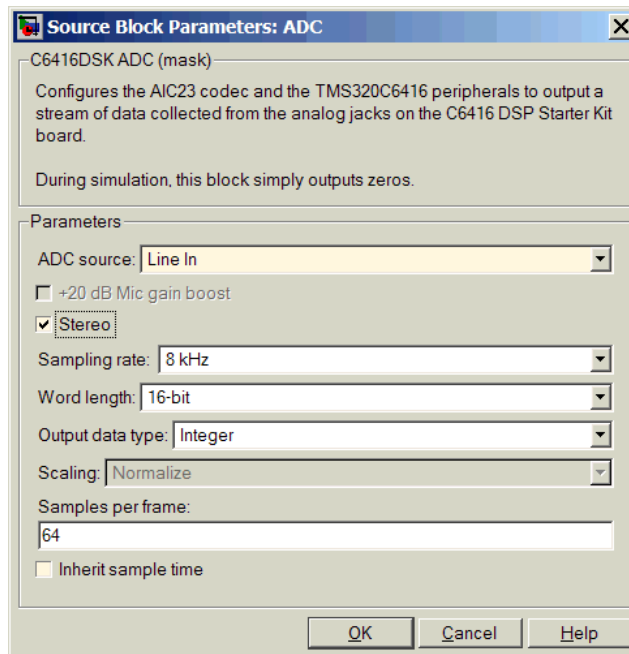 Source Block Parameters: ADC
C6416DSK ADC (mask)
Configures the AIC23 codec and the TMS320C6416 peripherals to output a
stream of data collected from the analog jacks on the C6416 DSP Starter Kit
board.
During simulation, this block simply outputs zeros.
Parameters
ADC source: Line In
+20 dB Mic gain boost
Stereo
Sampling rate: 8 kHz
Word length: 16-bit
Output data type: Integer
Scaling: Normalize
Samples per frame:
64
Inherit sample time
OK Cancel Help